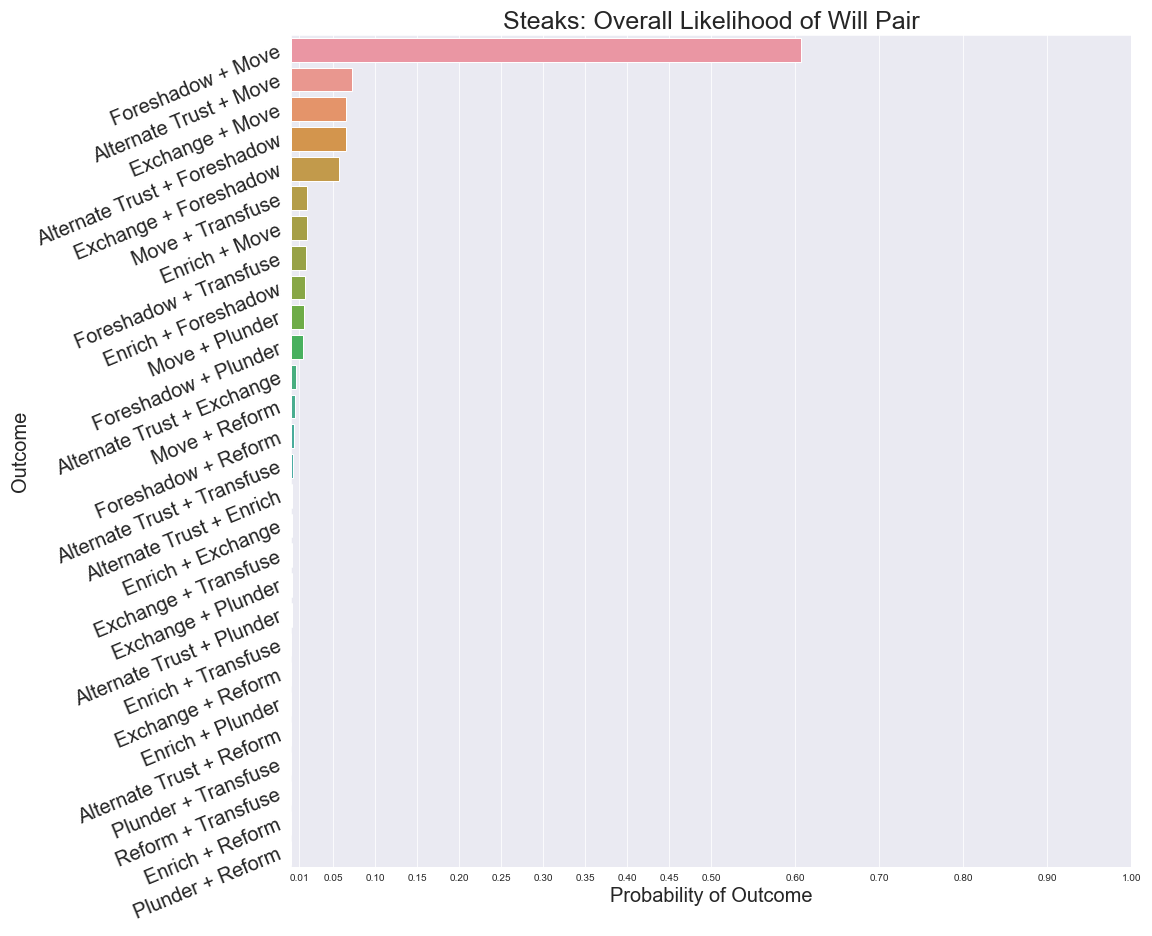 Steaks: Overall Likelihood of Will Pair
Foreshadow + Move
Alternate Trust + Move
Exchange + Move
Alternate Trust + Foreshadow
Exchange + Foreshadow
Move + Transfuse
Enrich + Move
Foreshadow + Transfuse
Enrich + Foreshadow
Move + Plunder
Foreshadow + Plunder
Alternate Trust + Exchange
Move + Reform
Foreshadow + Reform
Alternate Trust + Transfuse
Alternate Trust + Enrich
Enrich + Exchange
Exchange + Transfuse
Exchange + Plunder
Alternate Trust + Plunder
Enrich + Transfuse
Exchange + Reform
Enrich + Plunder
Alternate Trust + Reform
Plunder + Transfuse
Reform + Transfuse
Enrich + Reform
Plunder + Reform
Outcome
0.01 0.05 0.10 0.15 0.20 0.25 0.30 0.35 0.40 0.45 0.50 0.60 0.70 0.80 0.90 1.00
Probability of Outcome